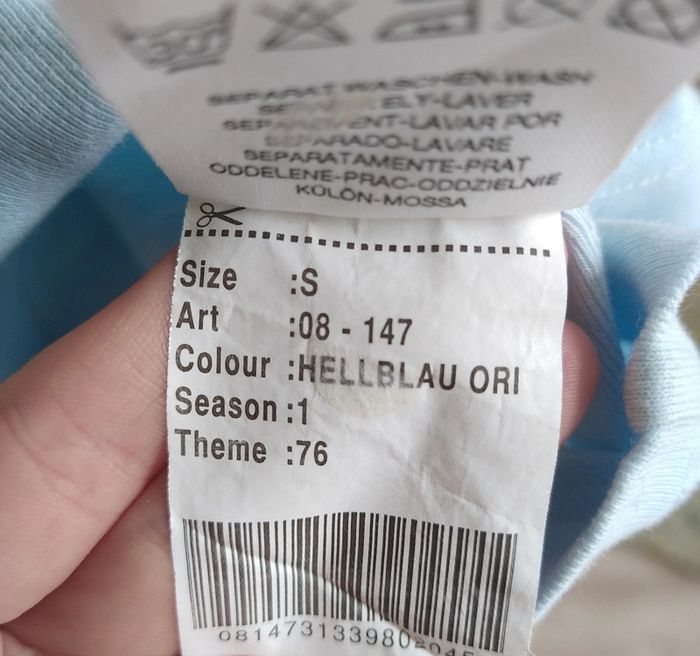 30
SEPARAT WASCHEN-WASH
ELY-LAVER
LAVAR POR
SEPARADO-LAVARE
SEPARATAMENTE-PRAT
ODDELENE-PRAC-ODDZIELNIE
KÜLÖN-MOSSA
Size :S
Art :08 - 147
Colour :HELLBLAU ORI
Season :1
Theme :76